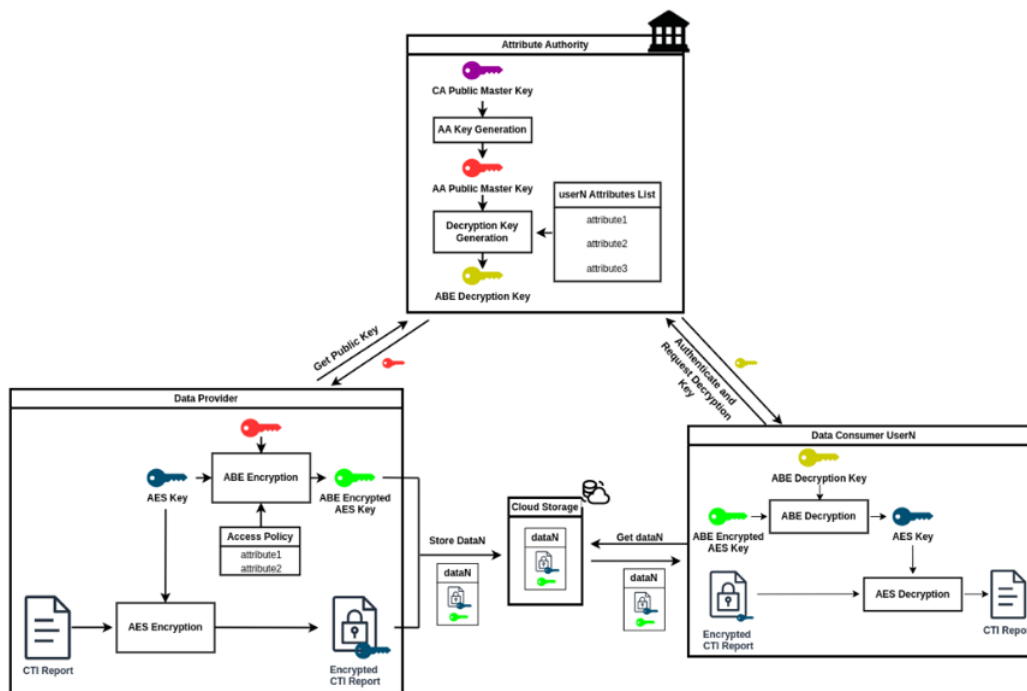 Attribute Authority
CA Public Master Key
AA Key Generation
AA Public Master Key
userN Attributes List
attribute1
attribute2
attribute3
Decryption Key
Generation
ABE Decryption Key
Get Public Key
Authenticate and
Request Decryption
Key
Data Provider
AES Key
ABE Encryption
ABE Encrypted
AES Key
Access Policy
attribute1
attribute2
CTI Report
AES Encryption
Encrypted
CTI Report
Store DataN
dataN
Cloud Storage
dataN
Get dataN
dataN
Data Consumer UserN
ABE Decryption Key
ABE Encrypted
AES Key
ABE Decryption
AES Key
Encrypted
CTI Report
AES Decryption
CTI Report